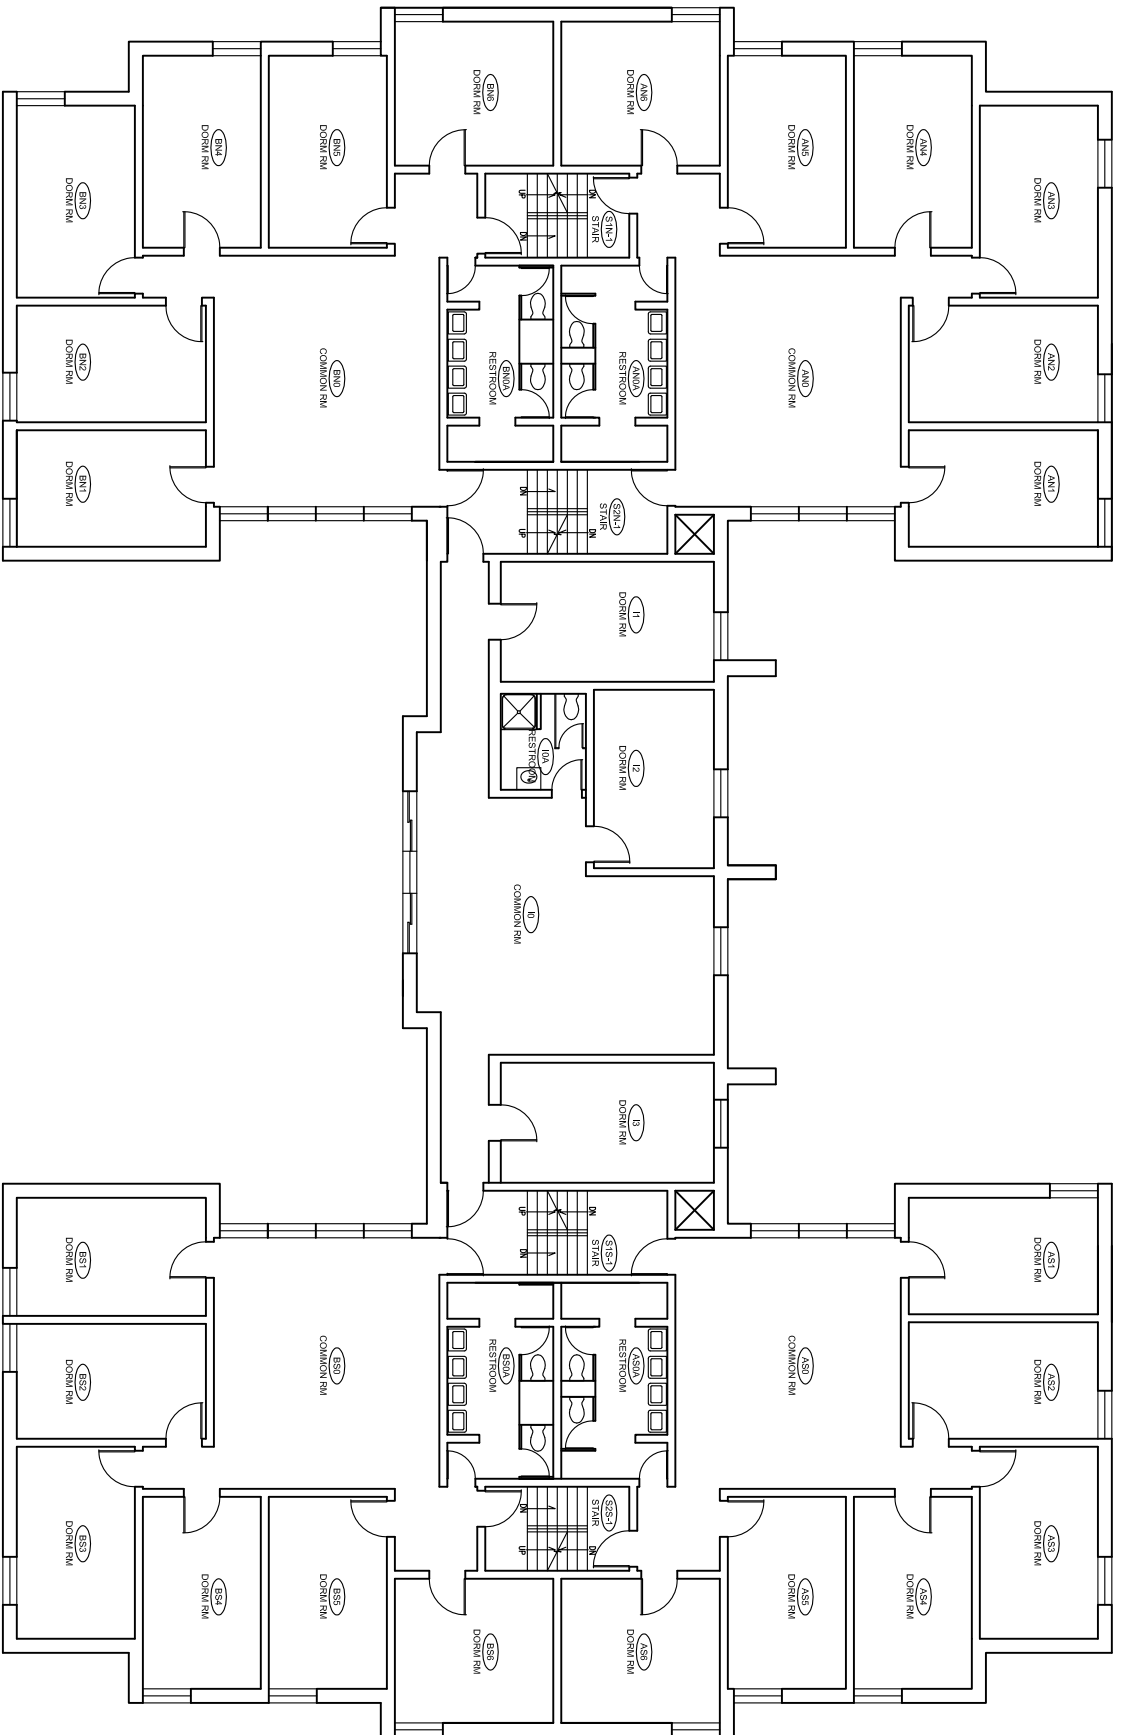 BN6
DORM RM
AN6
DORM RM
BN4
DORM RM
BN5
DORM RM
AN5
DORM RM
AN4
DORM RM
BN3
DORM RM
AN3
DORM RM
UP
DN
DN
S1N-1
STAIR
BN2
DORM RM
BN0
COMMON RM
BN0A
RESTROOM
AN0A
RESTROOM
AN0
COMMON RM
AN2
DORM RM
BN1
DORM RM
AN1
DORM RM
DN
UP
DN
S2N-1
STAIR
I1
DORM RM
I0A
RESTROOM
I2
DORM RM
I0
COMMON RM
I3
DORM RM
UP
DN
DN
S1S-1
STAIR
BS1
DORM RM
AS1
DORM RM
BS2
DORM RM
BS0
COMMON RM
BS0A
RESTROOM
AS0A
RESTROOM
AS0
COMMON RM
AS2
DORM RM
DN
UP
DN
S2S-1
STAIR
BS3
DORM RM
AS3
DORM RM
BS4
DORM RM
BS5
DORM RM
AS5
DORM RM
AS4
DORM RM
BS6
DORM RM
AS6
DORM RM